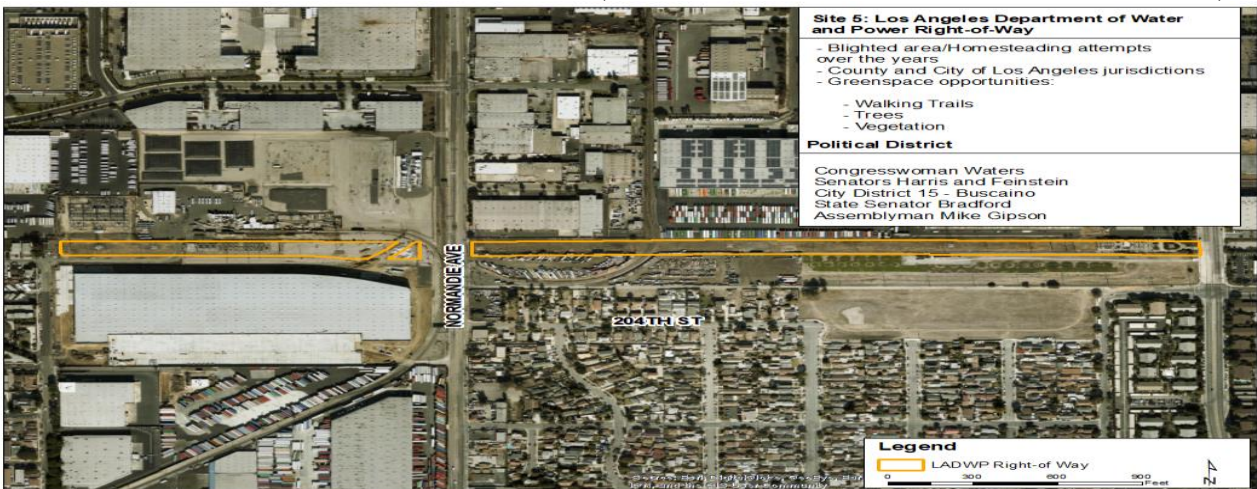 Site 5: Los Angeles Department of Water
and Power Right-of-Way
- Blighted area/Homesteading attempts
over the years
- County and City of Los Angeles jurisdictions
- Greenspace opportunities:
- Walking Trails
- Trees
- Vegetation
Political District
Congresswoman Waters
Senators Harris and Feinstein
City District 15 - Buscaino
State Senator Bradford
Assemblyman Mike Gipson
NORMANDIE AVE
204TH ST
Legend
LADWP Right-of Way
0 300 600 900
Feet
N